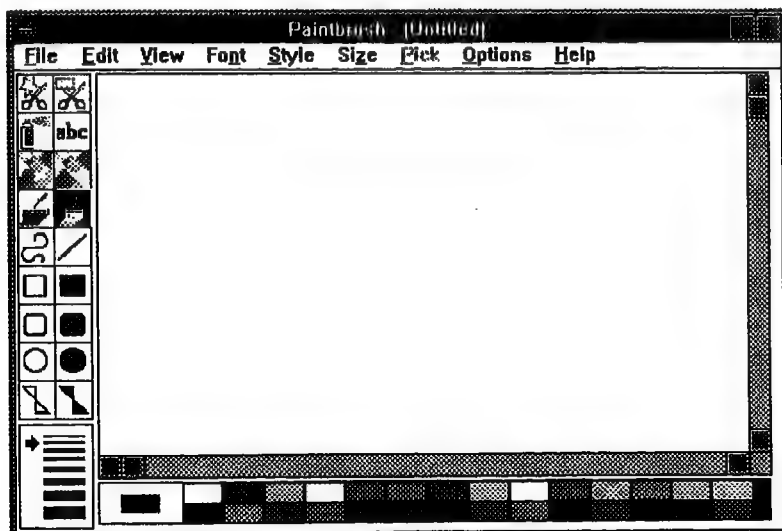 Paintbrush - (Untitled)
File Edit View Font Style Size Pick Options Help
abc